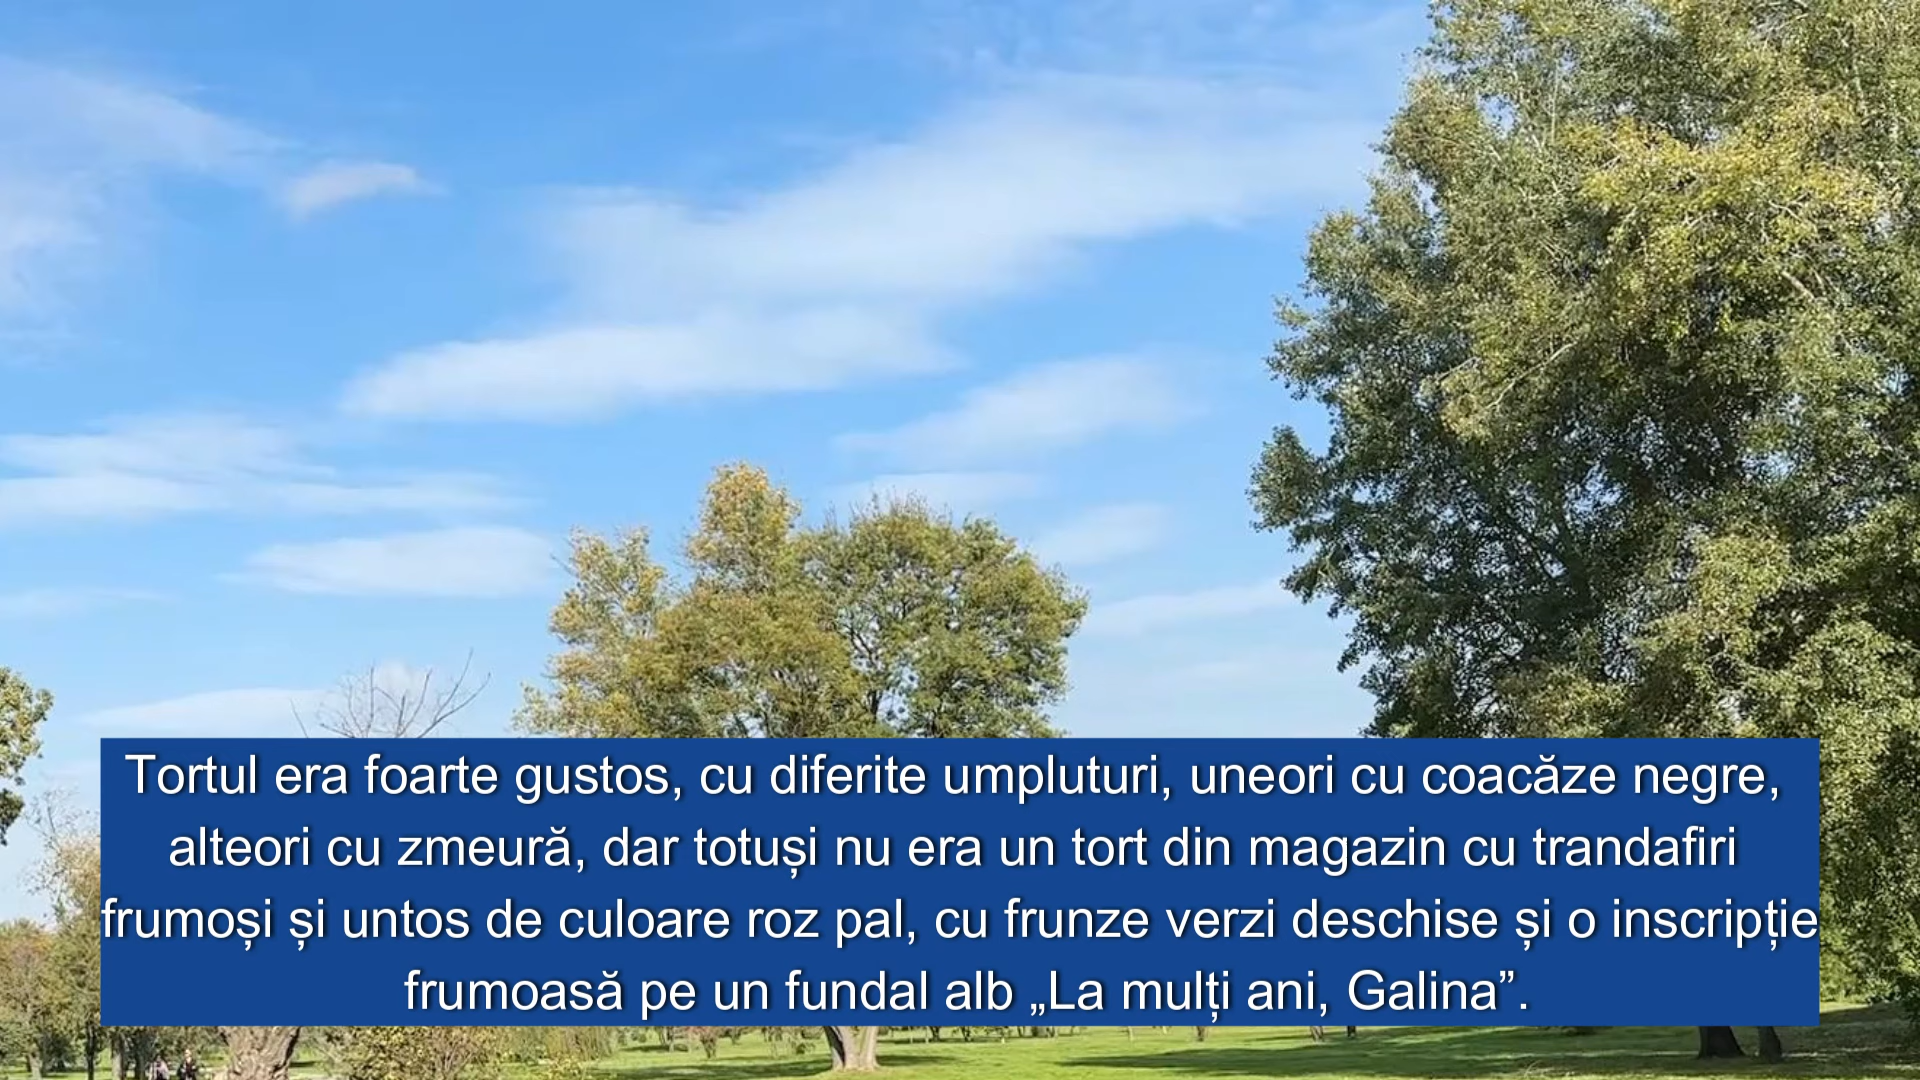 Tortul era foarte gustos, cu diferite umpluturi, uneori cu coacăze negre,
alteori cu zmeură, dar totuși nu era un tort din magazin cu trandafiri
frumoși și untos de culoare roz pal, cu frunze verzi deschise și o inscripție
frumoasă pe un fundal alb „La mulți ani, Galina”.